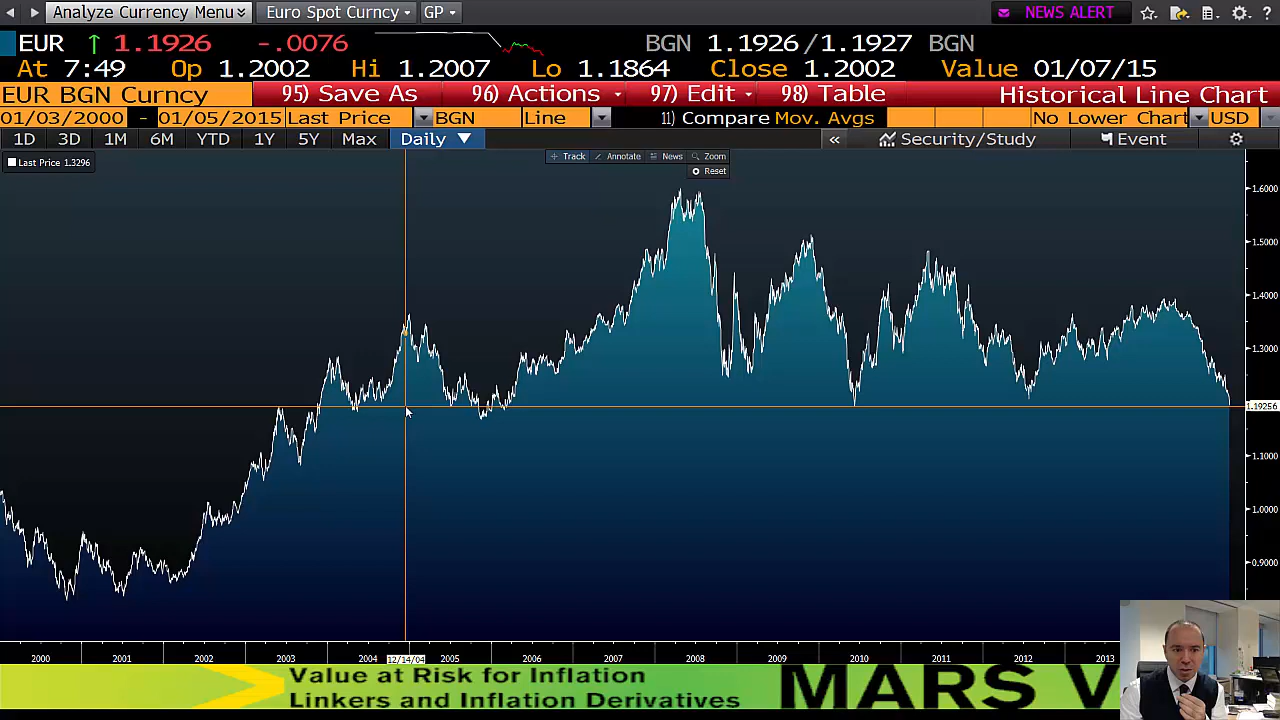 Analyze Currency Menu Euro Spot Curncy GP NEWS ALERT ?
EUR ↑ 1.1926 -.0076 BGN 1.1926/1.1927 BGN
At 7:49 Op 1.2002 Hi 1.2007 Lo 1.1864 Close 1.2002 Value 01/07/15
EUR BGN Curncy 95) Save As 96) Actions 97) Edit 98) Table Historical Line Chart
01/03/2000 - 01/05/2015 Last Price BGN Line 11) Compare Mov. Avgs No Lower Chart USD
1D 3D 1M 6M YTD 1Y 5Y Max Daily ▼ « Security/Study Event
Last Price 1.3296 Track Annotate News Zoom
Reset
1.6000
1.5000
1.4000
1.3000
1.19256
1.1000
1.0000
0.9000
2000 2001 2002 2003 2004 12/14/04 2005 2006 2007 2008 2009 2010 2011 2012 2013
Value at Risk for Inflation
Linkers and Inflation Derivatives
MARS V